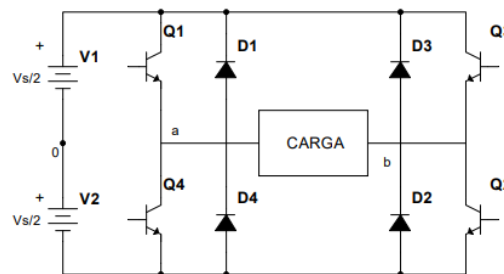 Q1 D1 D3 Q
+ V1
Vs/2
a
0 CARGA
b
+ V2 Q4 D4 D2 Q
Vs/2